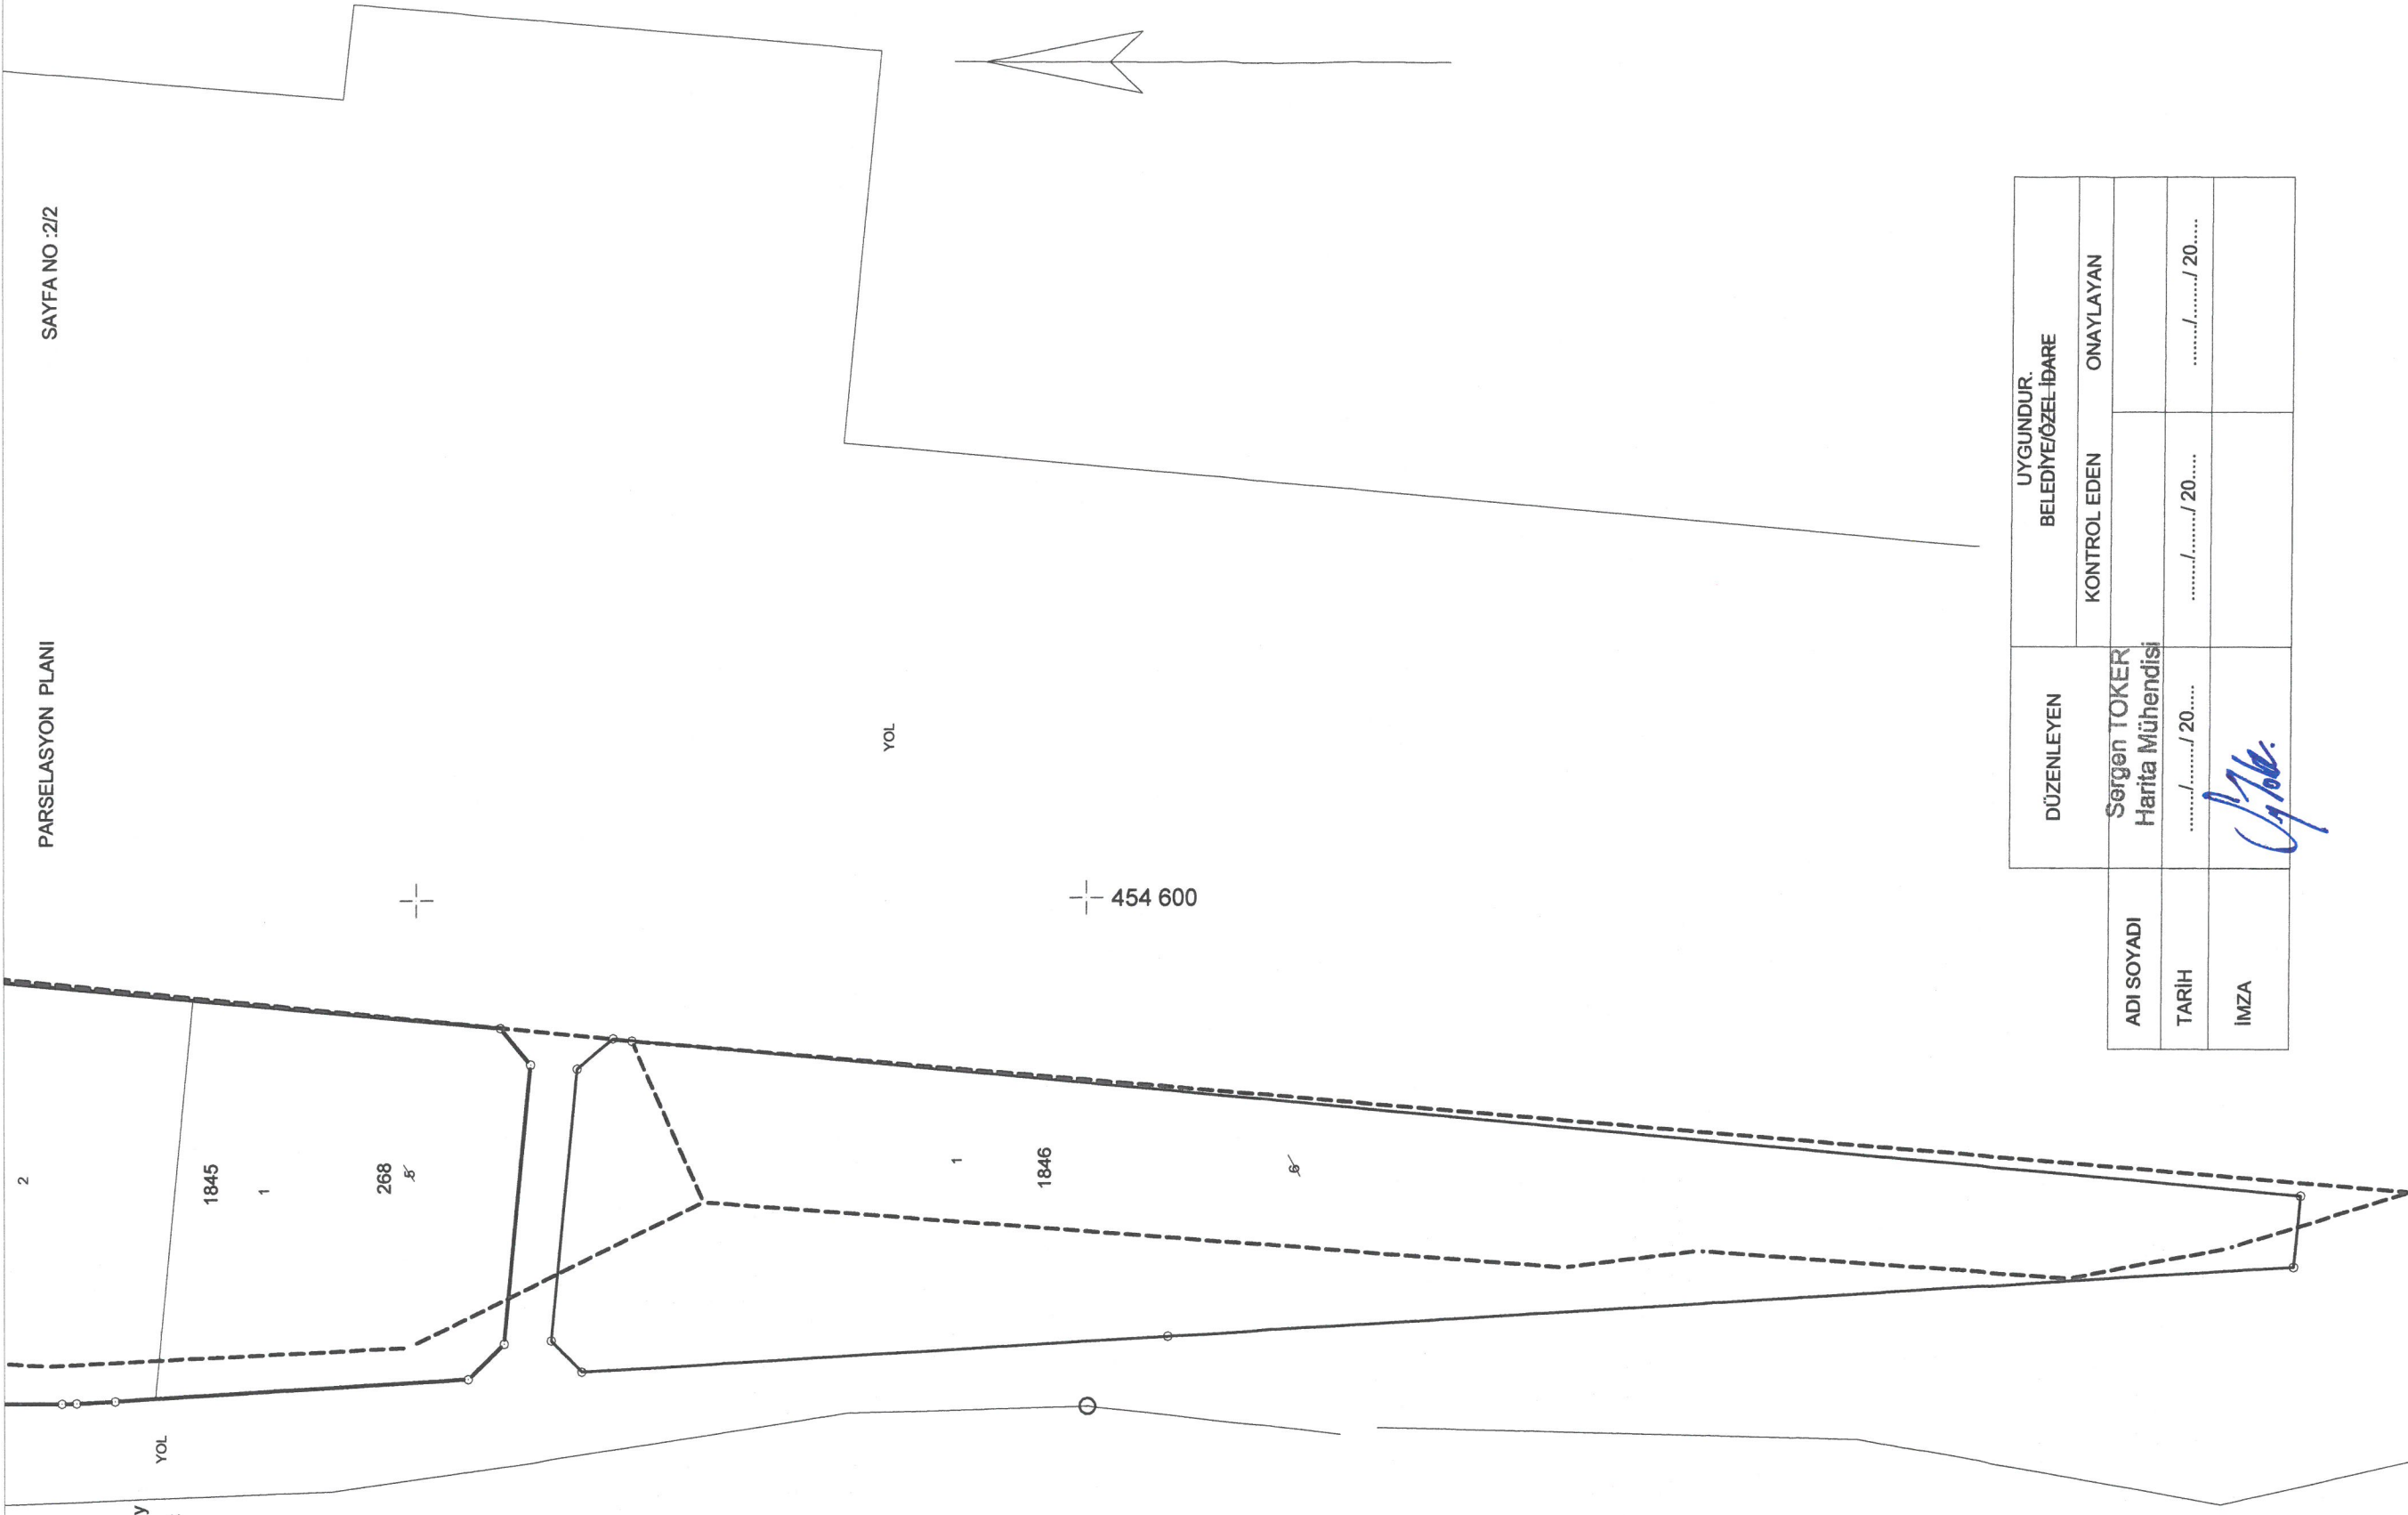 PARSELASYON PLANI
SAYFA NO :2/2
2
1845
1
268
YOL
YOL
454 600
1
1846
6
DÜZENLEYEN
UYGUNDUR.
BELEDİYE/ÖZEL İDARE
KONTROL EDEN
ONAYLAYAN
ADI SOYADI
Sergen TOKER
Harita Mühendisi
TARİH
......../........./ 20.....
......../........./ 20.....
......../........./ 20.....
İMZA
y